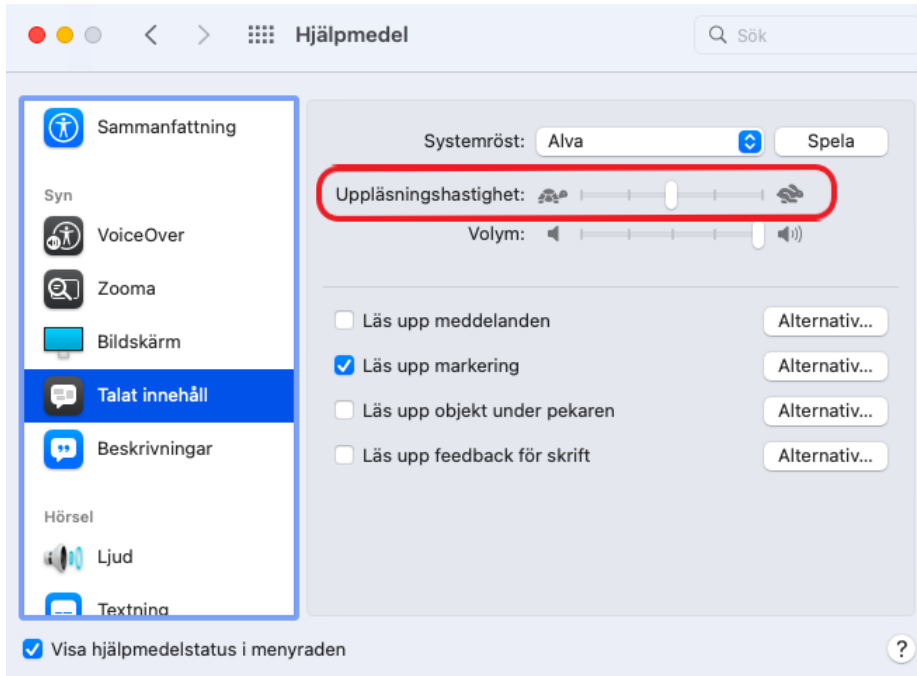 Hjälpmedel
Sök
Sammanfattning
Syn
VoiceOver
Zooma
Bildskärm
Talat innehåll
Beskrivningar
Hörsel
Ljud
Textning
Systemröst: Alva Spela
Uppläsningshastighet:
Volym:
Läs upp meddelanden Alternativ...
Läs upp markering Alternativ...
Läs upp objekt under pekaren Alternativ...
Läs upp feedback för skrift Alternativ...
Visa hjälpmedelstatus i menyraden ?